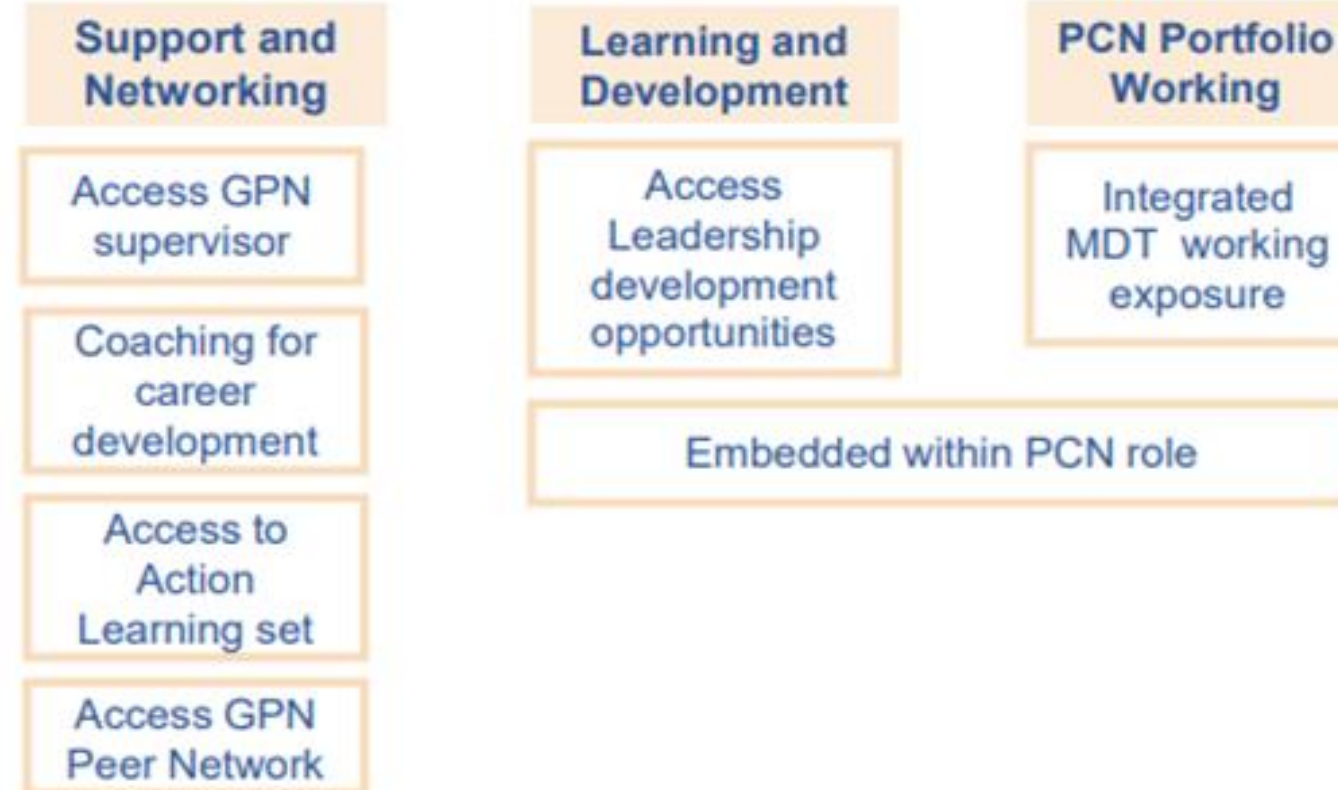 Support and
Networking
Access GPN
supervisor
Coaching for
career
development
Access to
Action
Learning set
Access GPN
Peer Network
Learning and
Development
Access
Leadership
development
opportunities
PCN Portfolio
Working
Integrated
MDT working
exposure
Embedded within PCN role